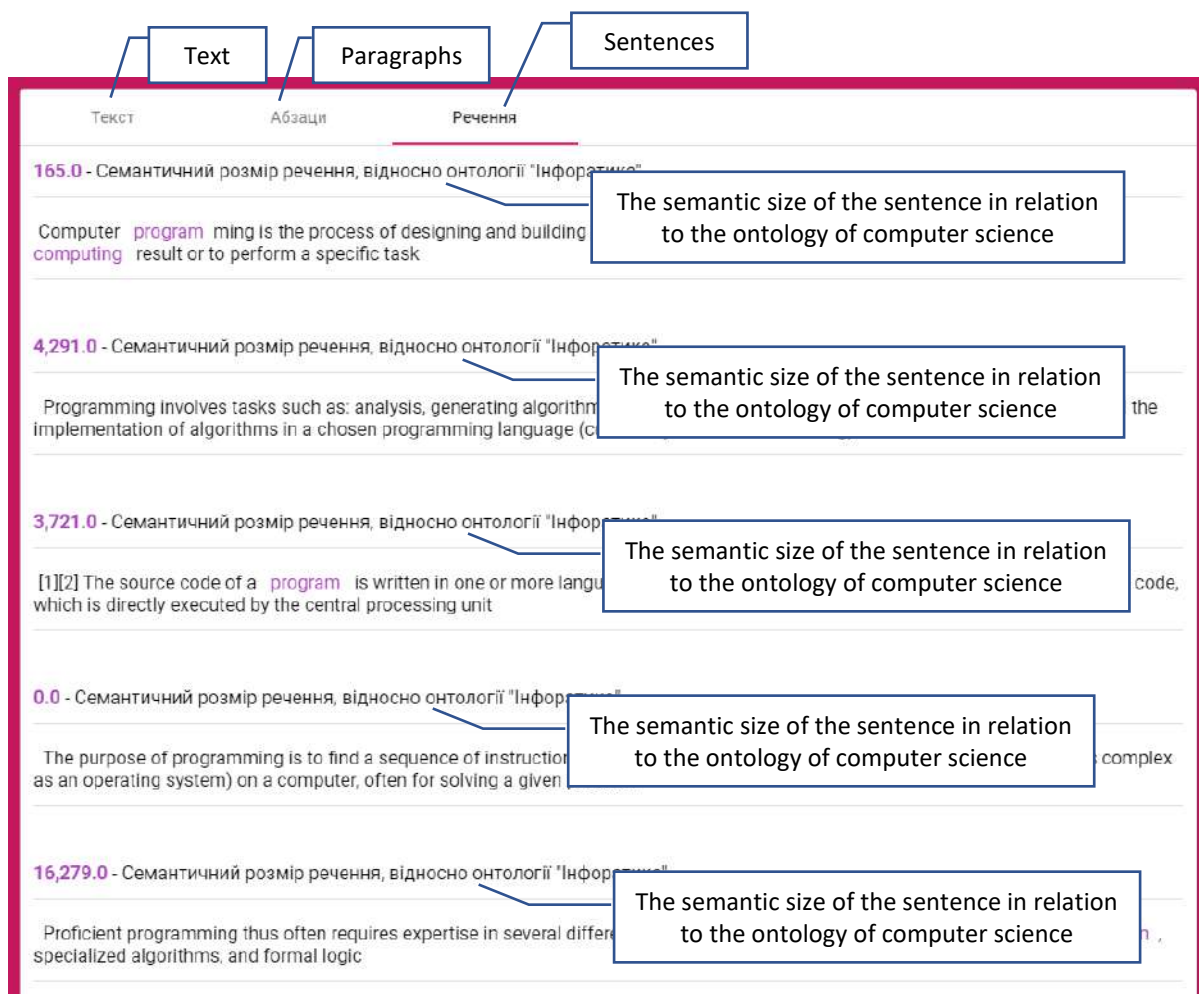 Text
Paragraphs
Sentences
Текст Абзаци Речення
165.0 - Семантичний розмір речення, відносно онтології "Інфоратика"
The semantic size of the sentence in relation
to the ontology of computer science
Computer program ming is the process of designing and building
computing result or to perform a specific task
4,291.0 - Семантичний розмір речення, відносно онтології "Інфоратика"
The semantic size of the sentence in relation
to the ontology of computer science
Programming involves tasks such as: analysis, generating algorithm the
implementation of algorithms in a chosen programming language
3,721.0 - Семантичний розмір речення, відносно онтології "Інфоратика"
The semantic size of the sentence in relation
to the ontology of computer science
[1][2] The source code of a program is written in one or more langu code,
which is directly executed by the central processing unit
0.0 - Семантичний розмір речення, відносно онтології "Інфоратика"
The semantic size of the sentence in relation
to the ontology of computer science
The purpose of programming is to find a sequence of instruction complex
as an operating system) on a computer, often for solving a given
16,279.0 - Семантичний розмір речення, відносно онтології "Інфоратика"
The semantic size of the sentence in relation
to the ontology of computer science
Proficient programming thus often requires expertise in several differe ,
specialized algorithms, and formal logic